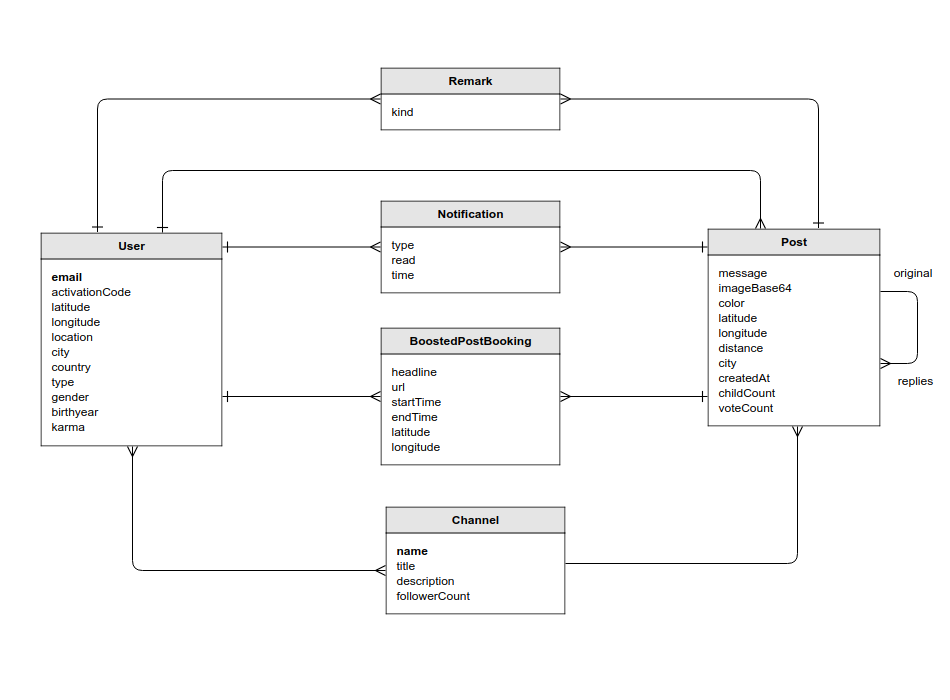 Remark
kind
Notification
type
read
time
User
email
activationCode
latitude
longitude
location
city
country
type
gender
birthyear
karma
Post
message
imageBase64
color
latitude
longitude
distance
city
createdAt
childCount
voteCount
original
replies
BoostedPostBooking
headline
url
startTime
endTime
latitude
longitude
Channel
name
title
description
followerCount